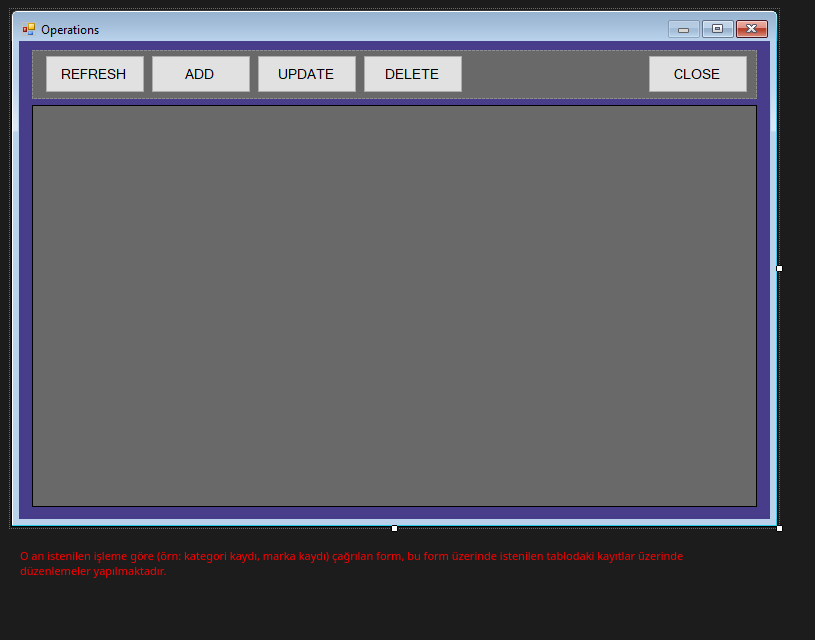 Operations
REFRESH ADD UPDATE DELETE CLOSE
O an istenilen işleme göre (örn: kategori kaydı, marka kaydı) çağrılan form, bu form üzerinde istenilen tablodaki kayıtlar üzerinde
düzenlemeler yapılmaktadır.